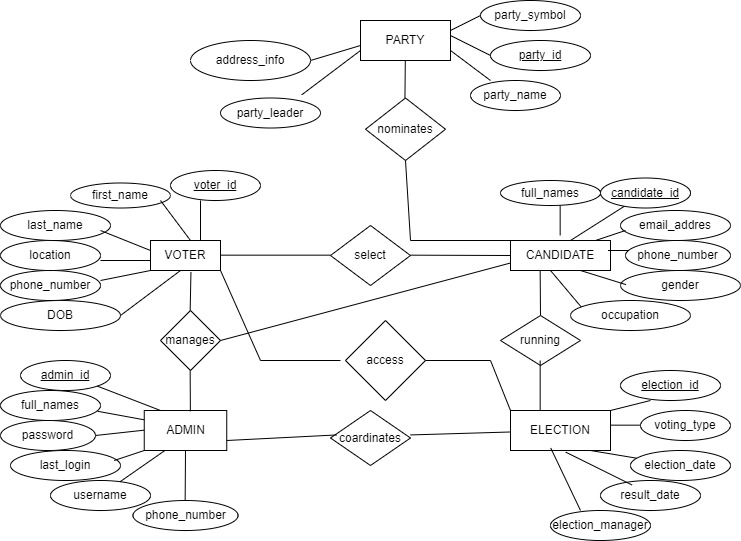 party_symbol
PARTY
party_id
address_info
party_name
party_leader
nominates
first_name
voter_id
full_names
candidate_id
last_name
email_addres
location
VOTER
select
CANDIDATE
phone_number
phone_number
gender
DOB
occupation
manages
running
access
admin_id
election_id
full_names
password
ADMIN
coardinates
ELECTION
voting_type
last_login
election_date
username
result_date
phone_number
election_manager